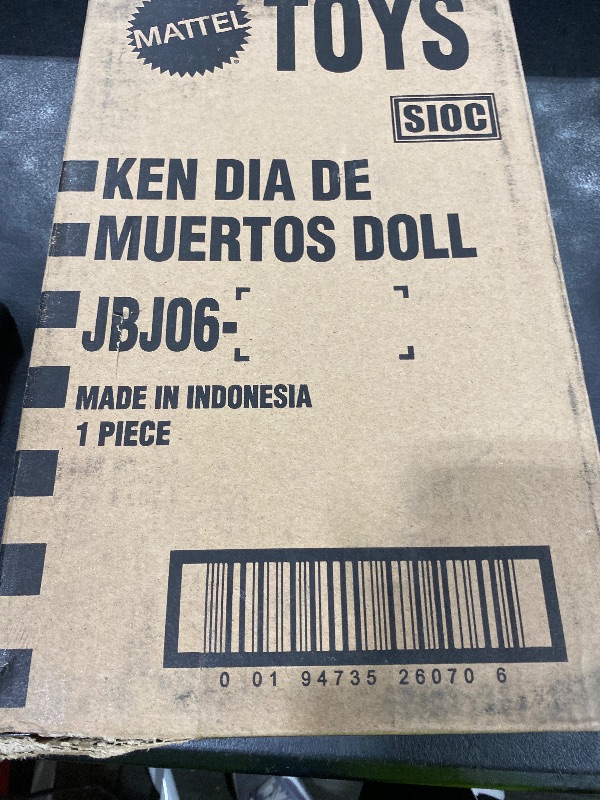 MATTEL ® TOYS
SIOC
KEN DIA DE
MUERTOS DOLL
JBJ06-
MADE IN INDONESIA
1 PIECE
0 01 94735 26070 6